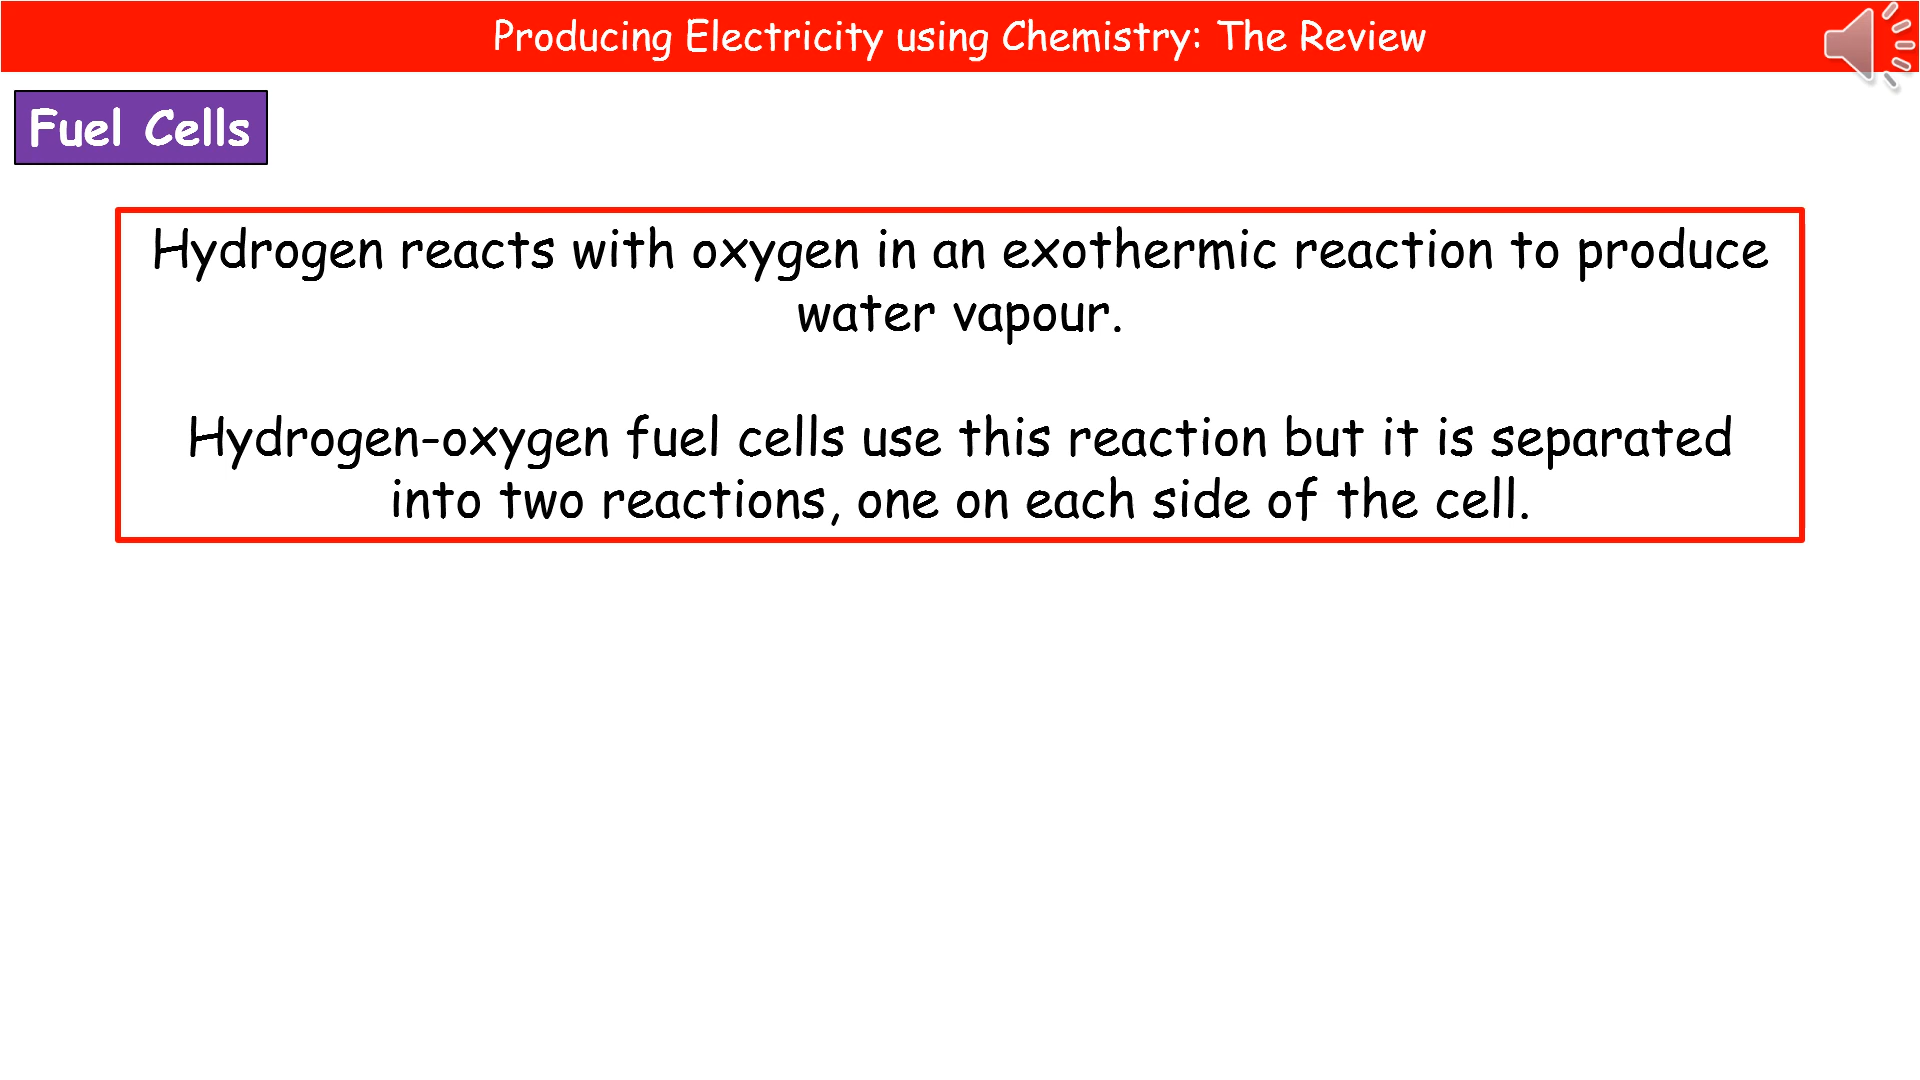 Producing Electricity using Chemistry: The Review
Fuel Cells
Hydrogen reacts with oxygen in an exothermic reaction to produce
water vapour.
Hydrogen-oxygen fuel cells use this reaction but it is separated
into two reactions, one on each side of the cell.